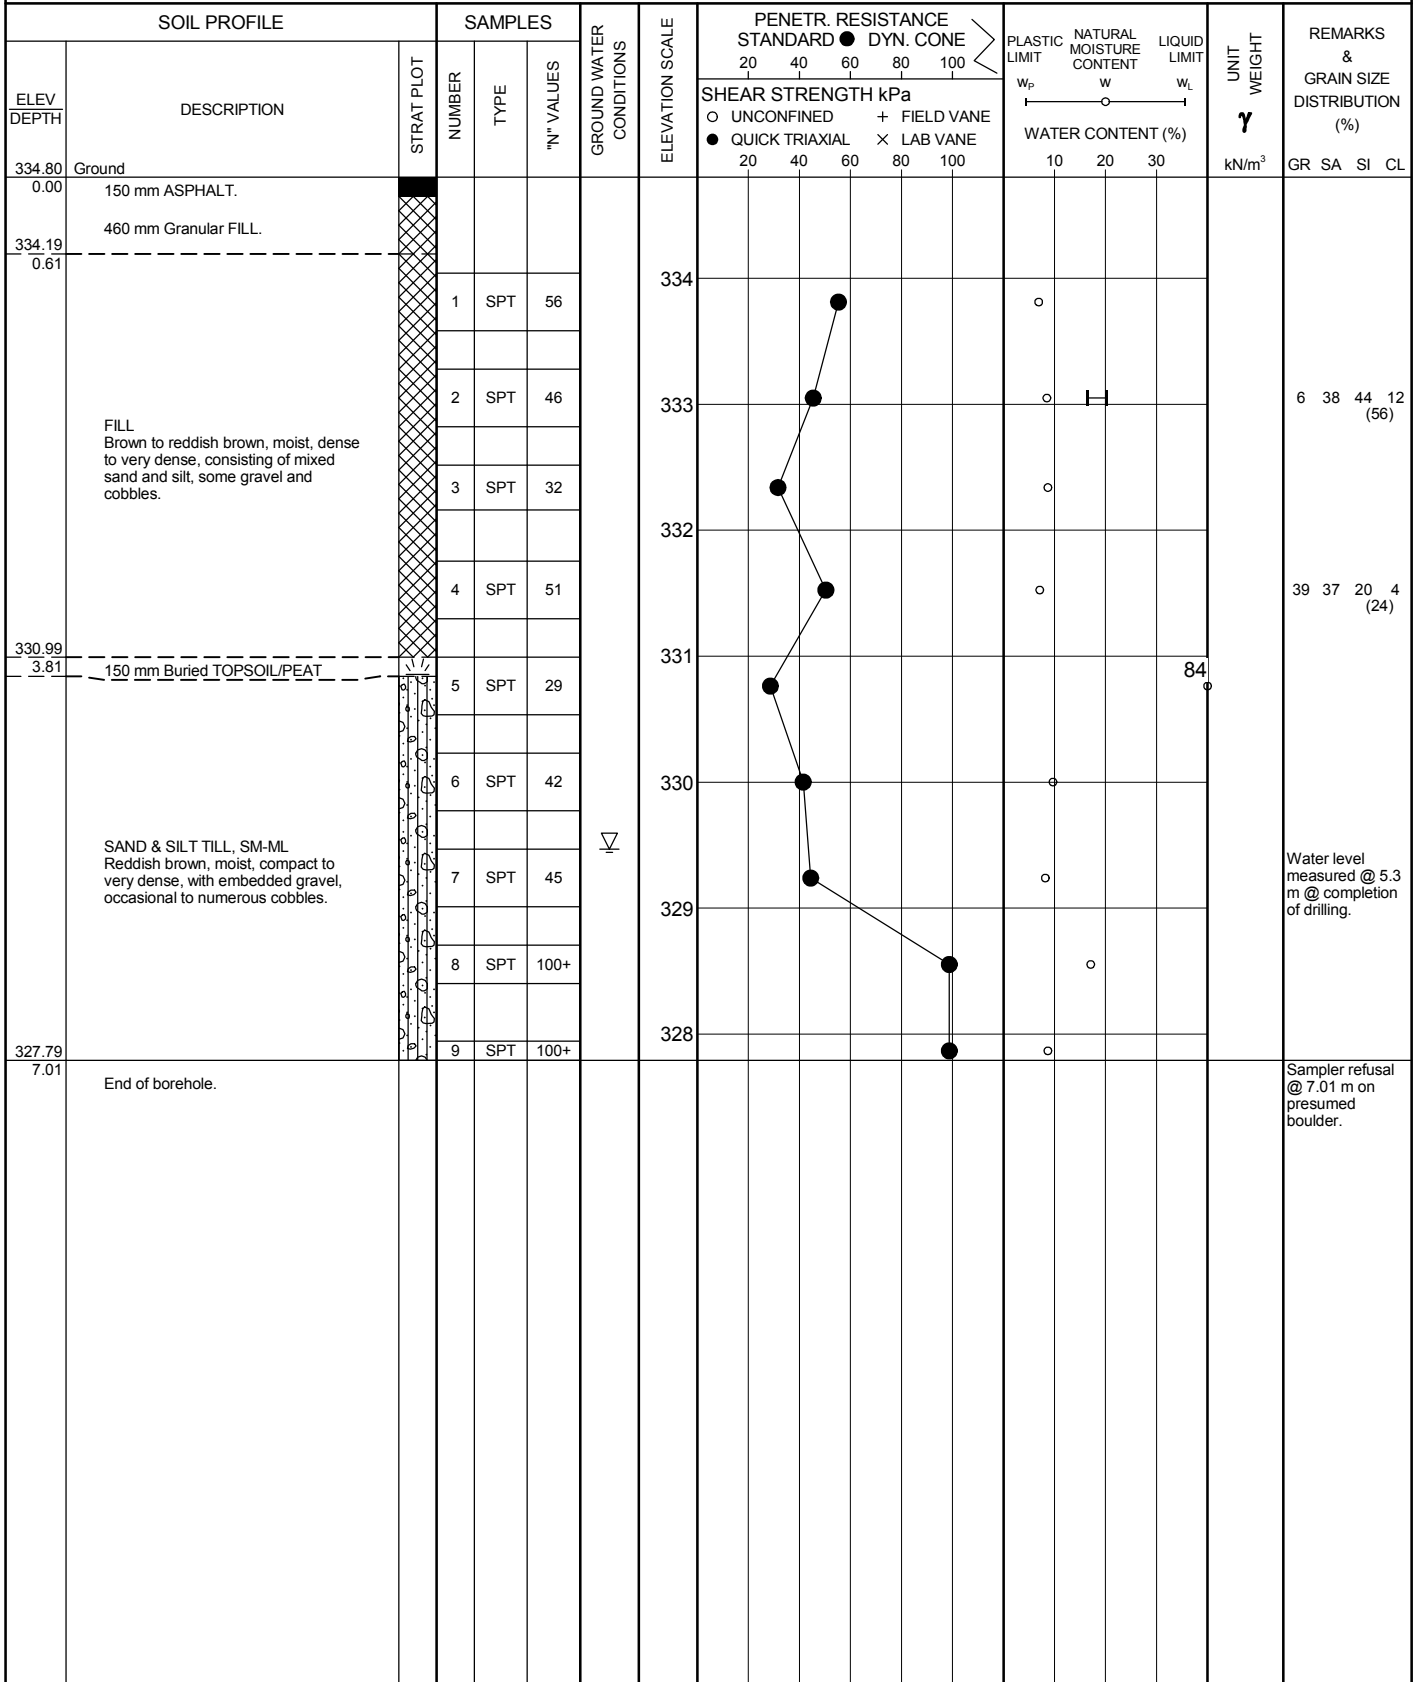 SOIL PROFILE
SAMPLES
GROUND WATER
CONDITIONS
ELEVATION SCALE
PENETR. RESISTANCE
STANDARD ● DYN. CONE
20 40 60 80 100
SHEAR STRENGTH kPa
○ UNCONFINED + FIELD VANE
● QUICK TRIAXIAL × LAB VANE
20 40 60 80 100
PLASTIC
LIMIT
NATURAL
MOISTURE
CONTENT
LIQUID
LIMIT
WP W WL
WATER CONTENT (%)
10 20 30
UNIT
WEIGHT
γ
kN/m³
REMARKS
&
GRAIN SIZE
DISTRIBUTION
(%)
GR SA SI CL
ELEV
DEPTH
DESCRIPTION
STRAT PLOT
NUMBER
TYPE
"N" VALUES
334.80 Ground
0.00
150 mm ASPHALT.
460 mm Granular FILL.
334.19
0.61
334
1 SPT 56
2 SPT 46
333
6 38 44 12
(56)
FILL
Brown to reddish brown, moist, dense
to very dense, consisting of mixed
sand and silt, some gravel and
cobbles.
3 SPT 32
332
4 SPT 51
39 37 20 4
(24)
330.99
3.81
331
150 mm Buried TOPSOIL/PEAT
84
5 SPT 29
6 SPT 42
330
SAND & SILT TILL, SM-ML
Reddish brown, moist, compact to
very dense, with embedded gravel,
occasional to numerous cobbles.
7 SPT 45
Water level
measured @ 5.3
m @ completion
of drilling.
329
8 SPT 100+
328
9 SPT 100+
327.79
7.01
End of borehole.
Sampler refusal
@ 7.01 m on
presumed
boulder.